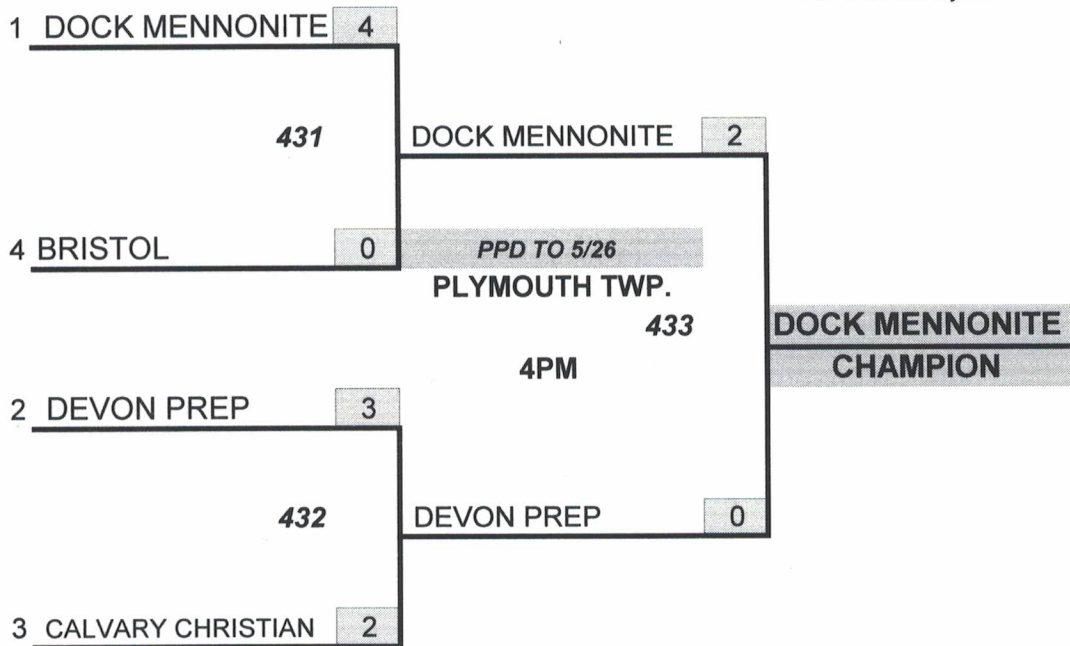 1 DOCK MENNONITE 4
431
DOCK MENNONITE 2
4 BRISTOL 0
PPD TO 5/26
PLYMOUTH TWP.
433
4PM
DOCK MENNONITE
CHAMPION
2 DEVON PREP 3
432
DEVON PREP 0
3 CALVARY CHRISTIAN 2